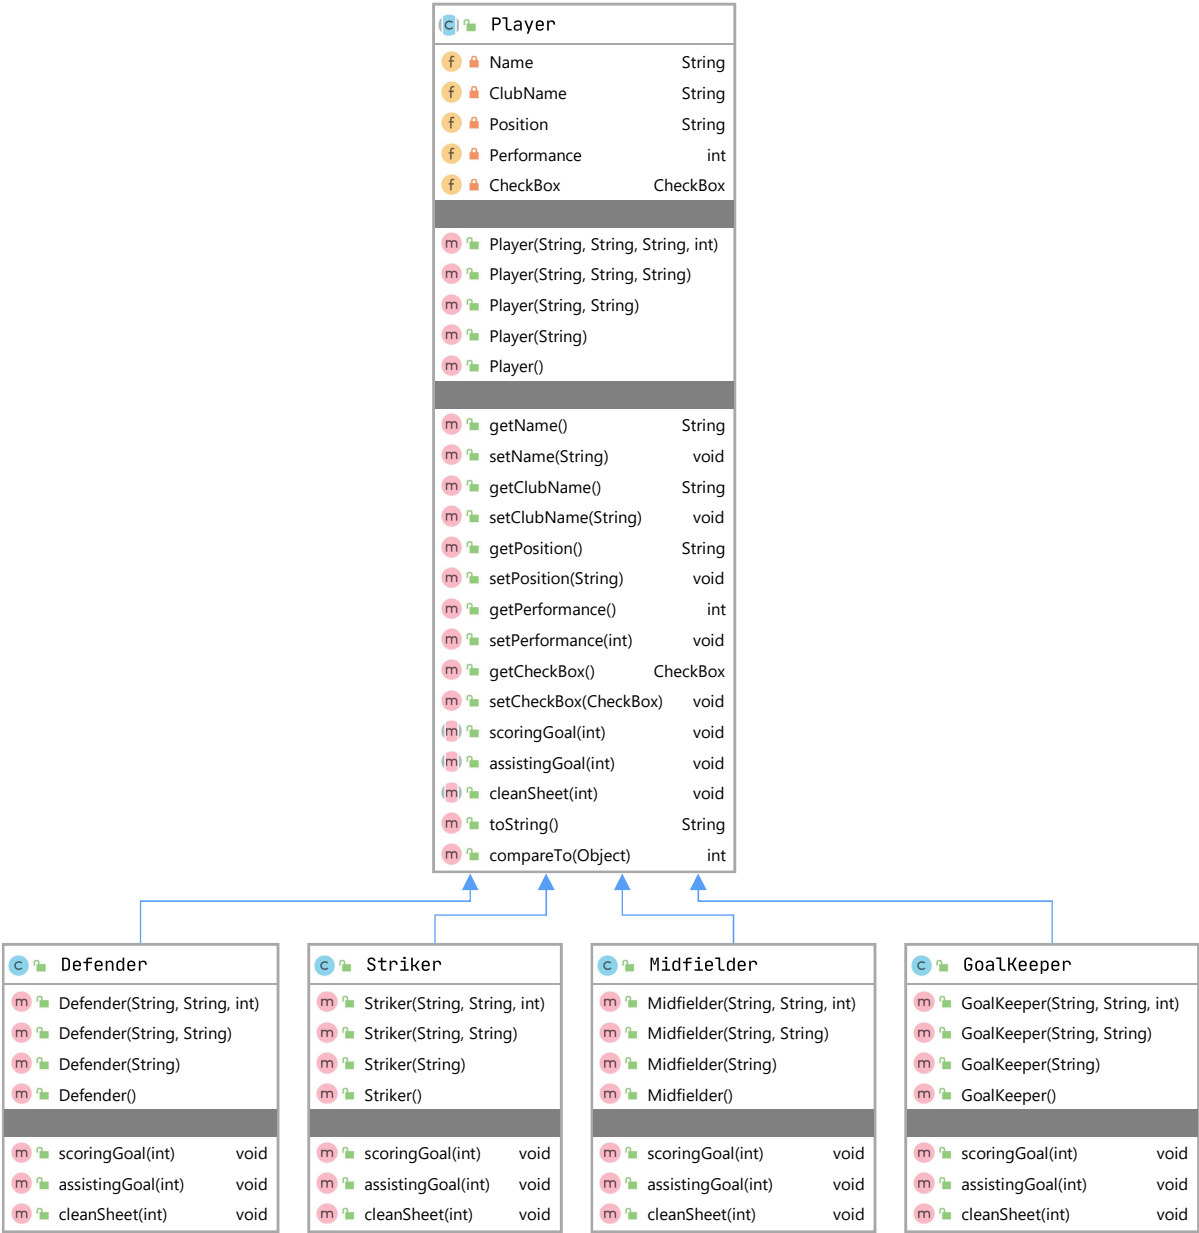 Player
Name String
ClubName String
Position String
Performance int
CheckBox CheckBox
Player(String, String, String, int)
Player(String, String, String)
Player(String, String)
Player(String)
Player()
getName() String
setName(String) void
getClubName() String
setClubName(String) void
getPosition() String
setPosition(String) void
getPerformance() int
setPerformance(int) void
getCheckBox() CheckBox
setCheckBox(CheckBox) void
scoringGoal(int) void
assistingGoal(int) void
cleanSheet(int) void
toString() String
compareTo(Object) int
Defender
Defender(String, String, int)
Defender(String, String)
Defender(String)
Defender()
scoringGoal(int) void
assistingGoal(int) void
cleanSheet(int) void
Striker
Striker(String, String, int)
Striker(String, String)
Striker(String)
Striker()
scoringGoal(int) void
assistingGoal(int) void
cleanSheet(int) void
Midfielder
Midfielder(String, String, int)
Midfielder(String, String)
Midfielder(String)
Midfielder()
scoringGoal(int) void
assistingGoal(int) void
cleanSheet(int) void
GoalKeeper
GoalKeeper(String, String, int)
GoalKeeper(String, String)
GoalKeeper(String)
GoalKeeper()
scoringGoal(int) void
assistingGoal(int) void
cleanSheet(int) void